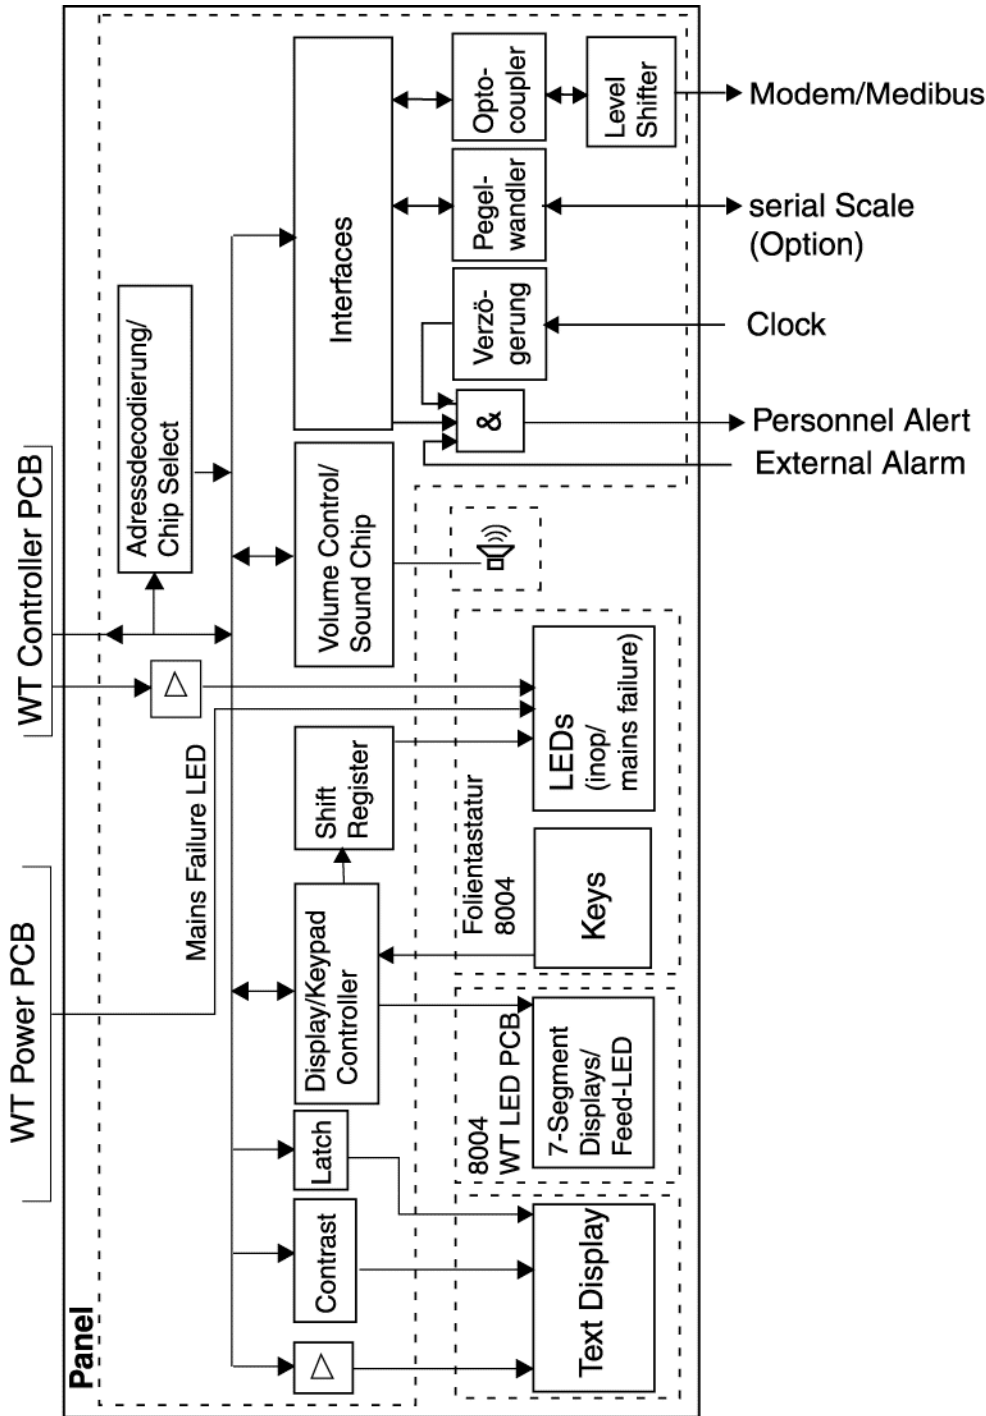 Panel
WT Power PCB
WT Controller PCB
Mains Failure LED
Adressdecodierung/
Chip Select
Contrast
Latch
Display/Keypad
Controller
Shift
Register
Volume Control/
Sound Chip
Interfaces
Opto-
coupler
Level
Shifter
Pegel-
wandler
Verzö-
gerung
&
Modem/Medibus
serial Scale
(Option)
Clock
Personnel Alert
External Alarm
Text Display
8004
WT LED PCB
7-Segment
Displays/
Feed-LED
Folientastatur
8004
Keys
LEDs
(inop/
mains failure)